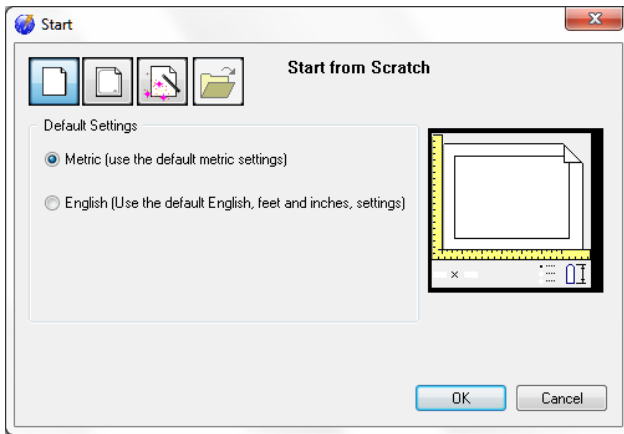 Start
Start from Scratch
Default Settings
Metric (use the default metric settings)
English (Use the default English, feet and inches, settings)
OK
Cancel